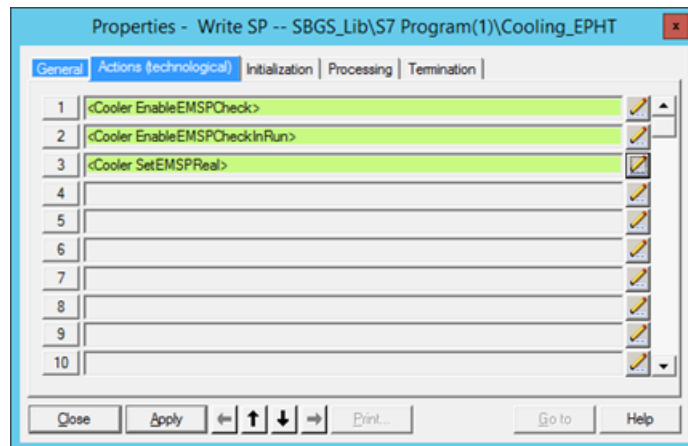 Properties - Write SP -- SBGS_Lib\S7 Program(1)\Cooling_EPHT x
General Actions (technological) Initialization Processing Termination
1 <Cooler EnableEMSPCheck>
2 <Cooler EnableEMSPCheckInRun>
3 <Cooler SetEMSPReal>
4
5
6
7
8
9
10
Close Apply Print... Go to Help